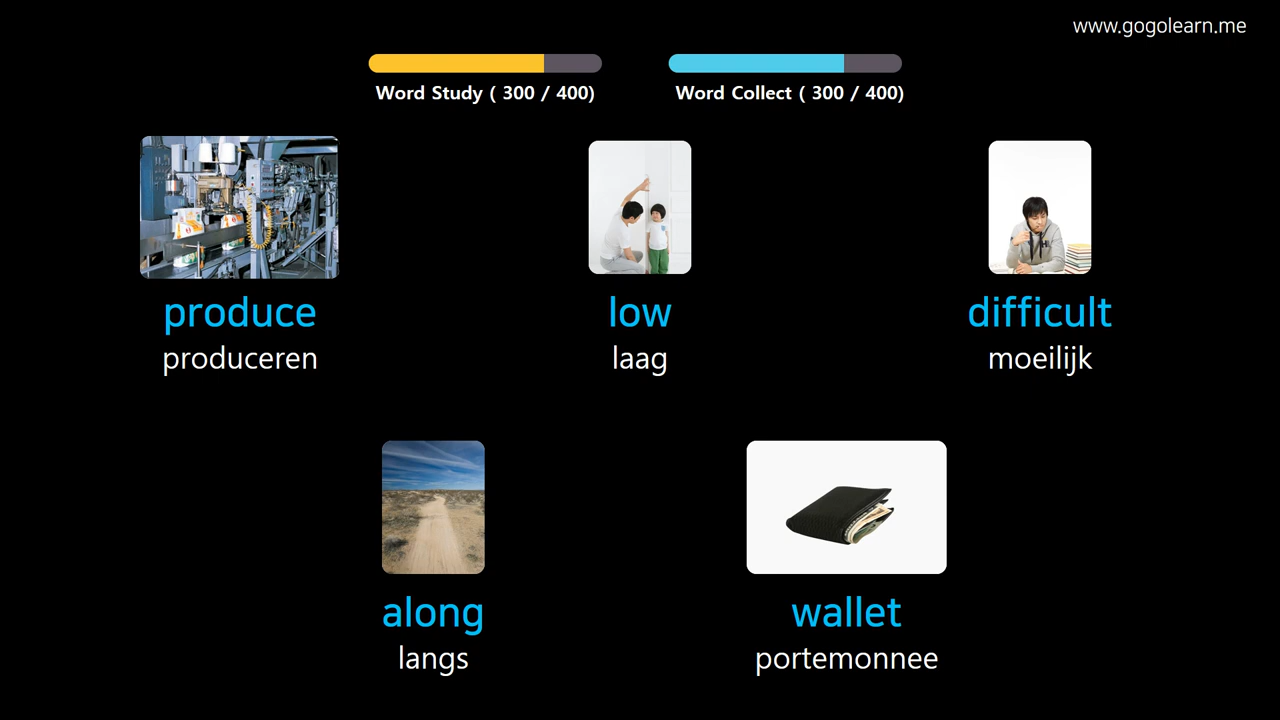 www.gogolearn.me
Word Study ( 300 / 400)
Word Collect ( 300 / 400)
produce
produceren
low
laag
difficult
moeilijk
along
langs
wallet
portemonnee